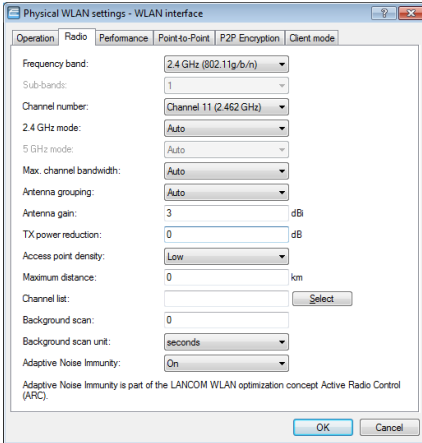 Physical WLAN settings - WLAN interface
Operation Radio Performance Point-to-Point P2P Encryption Client mode
Frequency band: 2.4 GHz (802.11g/b/n)
Sub-bands: 1
Channel number: Channel 11 (2.462 GHz)
2.4 GHz mode: Auto
5 GHz mode: Auto
Max. channel bandwidth: Auto
Antenna grouping: Auto
Antenna gain: 3 dBi
TX power reduction: 0 dB
Access point density: Low
Maximum distance: 0 km
Channel list: Select
Background scan: 0
Background scan unit: seconds
Adaptive Noise Immunity: On
Adaptive Noise Immunity is part of the LANCOM WLAN optimization concept Active Radio Control
(ARC).
OK Cancel